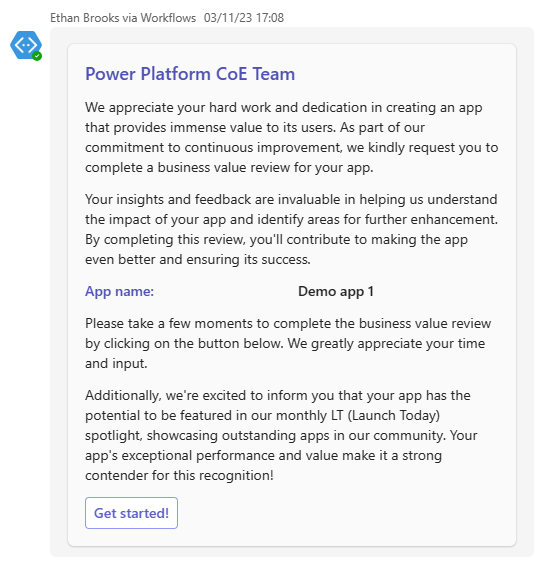 Ethan Brooks via Workflows 03/11/23 17:08
Power Platform CoE Team
We appreciate your hard work and dedication in creating an app
that provides immense value to its users. As part of our
commitment to continuous improvement, we kindly request you to
complete a business value review for your app.
Your insights and feedback are invaluable in helping us understand
the impact of your app and identify areas for further enhancement.
By completing this review, you'll contribute to making the app
even better and ensuring its success.
App name: Demo app 1
Please take a few moments to complete the business value review
by clicking on the button below. We greatly appreciate your time
and input.
Additionally, we're excited to inform you that your app has the
potential to be featured in our monthly LT (Launch Today)
spotlight, showcasing outstanding apps in our community. Your
app's exceptional performance and value make it a strong
contender for this recognition!
Get started!